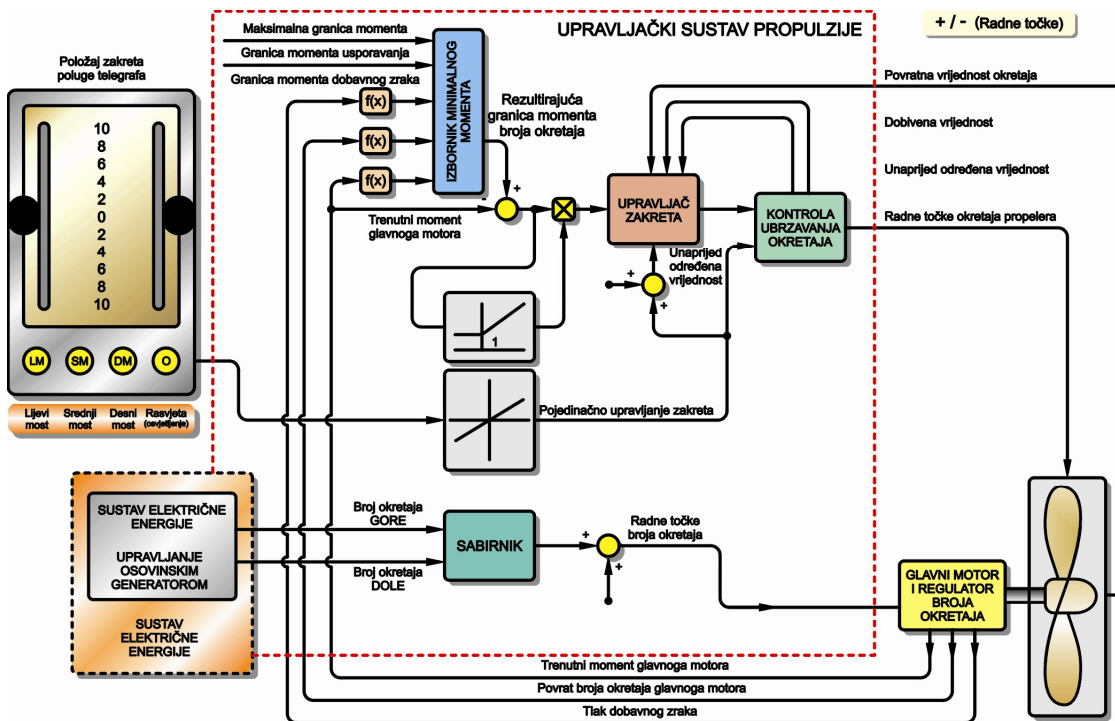 UPRAVLJAČKI SUSTAV PROPULZIJE
+ / - (Radne točke)
Položaj zakreta
poluge telegrafa
10
8
6
4
2
0
2
4
6
8
10
LM
SM
DM
O
Lijevi
most
Srednji
most
Desni
most
Rasvjeta
(osvjetljenje)
Maksimalna granica momenta
Granica momenta usporavanja
Granica momenta dobavnog zraka
f(x)
f(x)
f(x)
IZBORNIK MINIMALNOG
MOMENTA
Rezultirajuća
granica momenta
broja okretaja
+
-
Trenutni moment
glavnoga motora
UPRAVLJAČ
ZAKRETA
KONTROLA
UBRZAVANJA
OKRETAJA
Povratna vrijednost okretaja
Dobivena vrijednost
Unaprijed određena vrijednost
Radne točke okretaja propelera
Unaprijed
određena
vrijednost
+
+
1
Pojedinačno upravljanje zakreta
SUSTAV ELEKTRIČNE
ENERGIJE
UPRAVLJANJE
OSOVINSKIM
GENERATOROM
SUSTAV
ELEKTRIČNE
ENERGIJE
Broj okretaja
GORE
Broj okretaja
DOLE
SABIRNIK
+
+
Radne točke
broja okretaja
GLAVNI MOTOR
I REGULATOR
BROJA
OKRETAJA
Trenutni moment glavnoga motora
Povrat broja okretaja glavnoga motora
Tlak dobavnog zraka